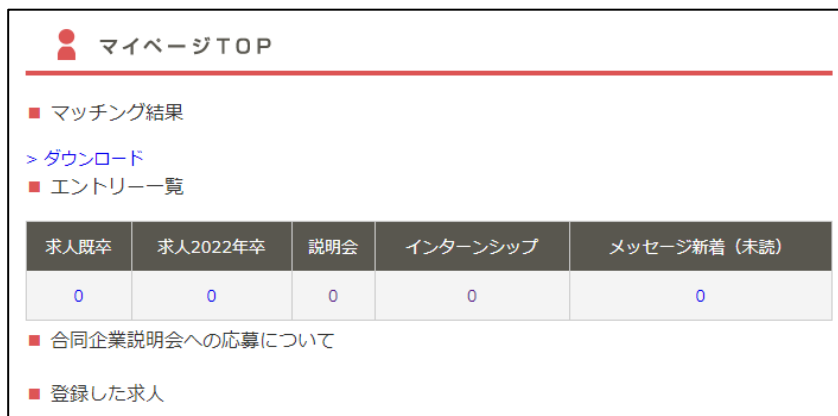 マイページTOP
■ マッチング結果
> ダウンロード
■ エントリー一覧
求人既卒 求人2022年卒 説明会 インターンシップ メッセージ新着（未読）
0 0 0 0 0
■ 合同企業説明会への応募について
■ 登録した求人